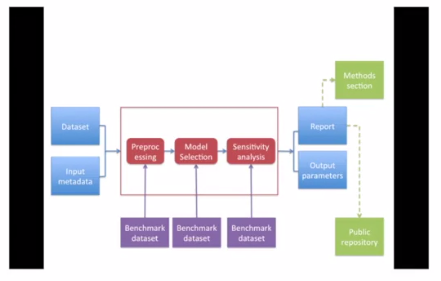 Methods
section
Dataset
Report
Preproc
essing
Model
Selection
Sensitivity
analysis
Input
metadata
Output
parameters
Benchmark
dataset
Benchmark
dataset
Benchmark
dataset
Public
repository